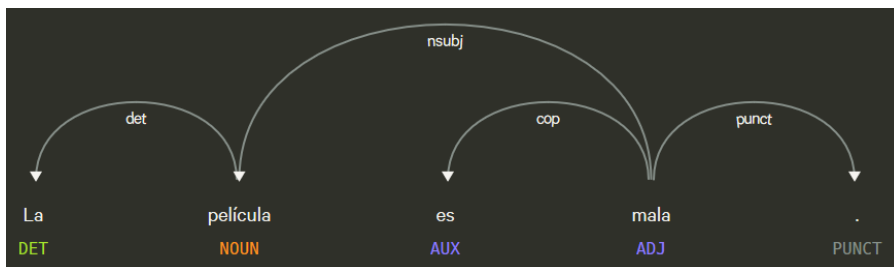 nsubj
det cop punct
La película es mala .
DET NOUN AUX ADJ PUNCT